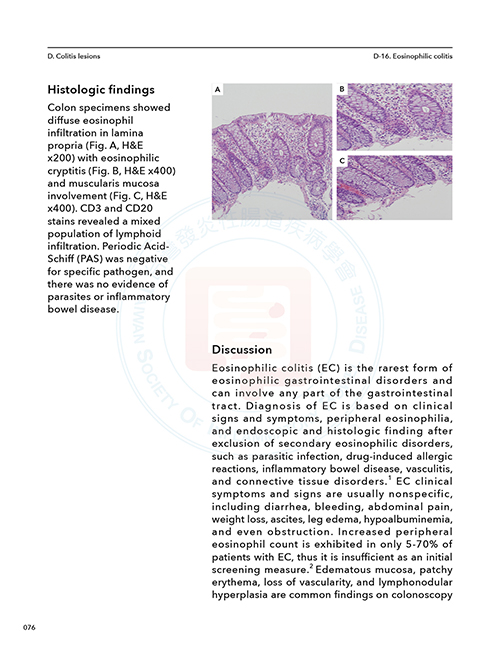 D. Colitis lesions
D-16. Eosinophilic colitis
Histologic findings
Colon specimens showed
diffuse eosinophil
infiltration in lamina
propria (Fig. A, H&E
x200) with eosinophilic
cryptitis (Fig. B, H&E x400)
and muscularis mucosa
involvement (Fig. C, H&E
x400). CD3 and CD20
stains revealed a mixed
population of lymphoid
infiltration. Periodic Acid-
Schiff (PAS) was negative
for specific pathogen, and
there was no evidence of
parasites or inflammatory
bowel disease.
A
B
C
Discussion
Eosinophilic colitis (EC) is the rarest form of
eosinophilic gastrointestinal disorders and
can involve any part of the gastrointestinal
tract. Diagnosis of EC is based on clinical
signs and symptoms, peripheral eosinophilia,
and endoscopic and histologic finding after
exclusion of secondary eosinophilic disorders,
such as parasitic infection, drug-induced allergic
reactions, inflammatory bowel disease, vasculitis,
and connective tissue disorders.1 EC clinical
symptoms and signs are usually nonspecific,
including diarrhea, bleeding, abdominal pain,
weight loss, ascites, leg edema, hypoalbuminemia,
and even obstruction. Increased peripheral
eosinophil count is exhibited in only 5-70% of
patients with EC, thus it is insufficient as an initial
screening measure.2 Edematous mucosa, patchy
erythema, loss of vascularity, and lymphonodular
hyperplasia are common findings on colonoscopy
076